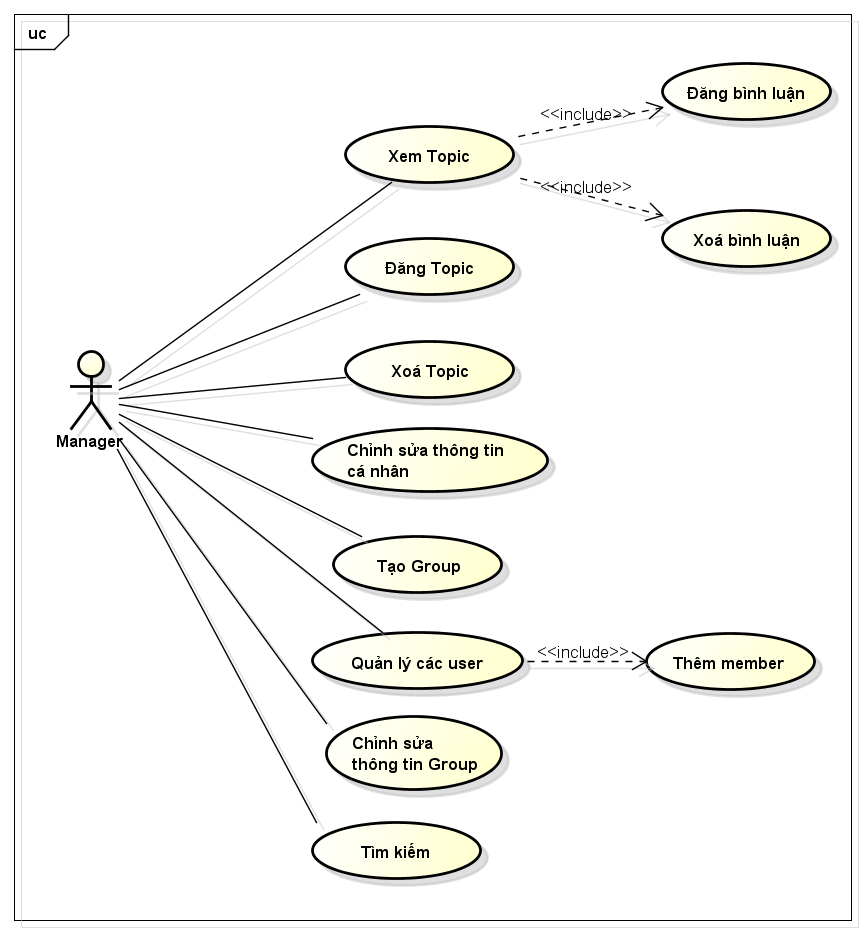 uc
Đăng bình luận
<<include>>
Xem Topic
<<include>>
Xoá bình luận
Đăng Topic
Xoá Topic
Manager
Chỉnh sửa thông tin
cá nhân
Tạo Group
<<include>>
Quản lý các user
Thêm member
Chỉnh sửa
thông tin Group
Tìm kiếm